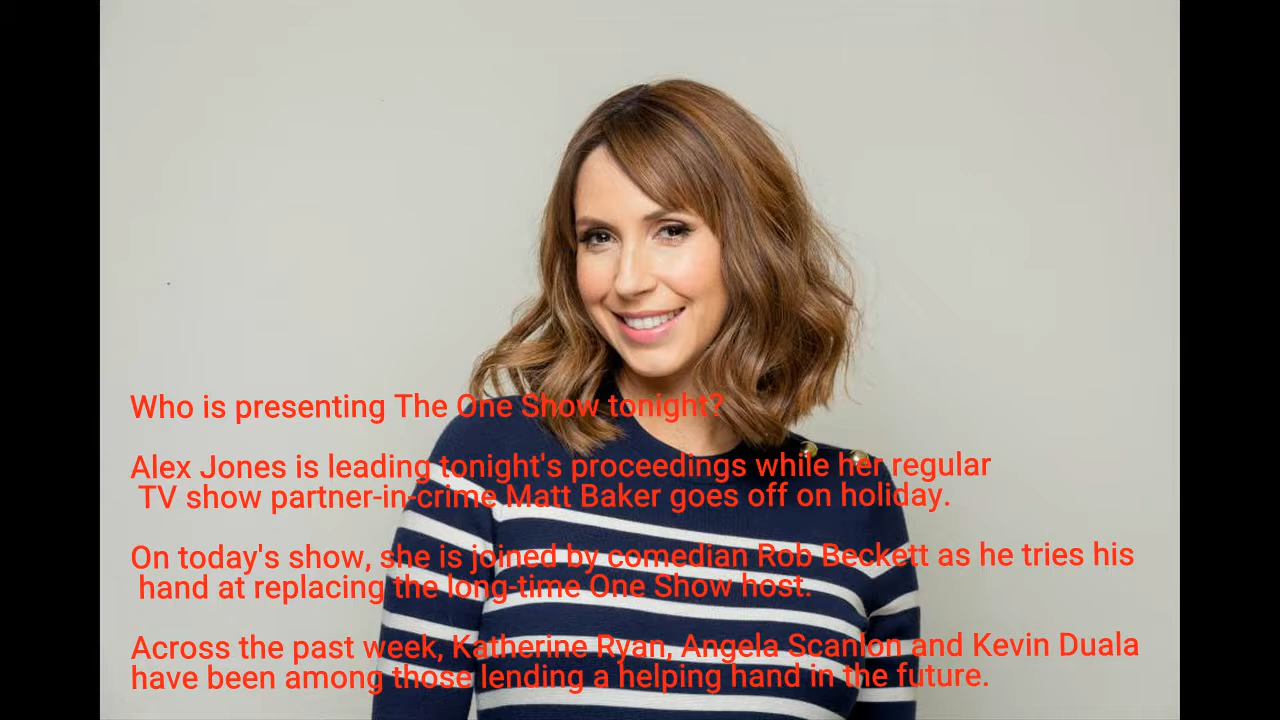 Who is presenting The One Show tonight?
Alex Jones is leading tonight's proceedings while her regular
TV show partner-in-crime Matt Baker goes off on holiday.
On today's show, she is joined by comedian Rob Beckett as he tries his
hand at replacing the long-time One Show host.
Across the past week, Katherine Ryan, Angela Scanlon and Kevin Duala
have been among those lending a helping hand in the future.